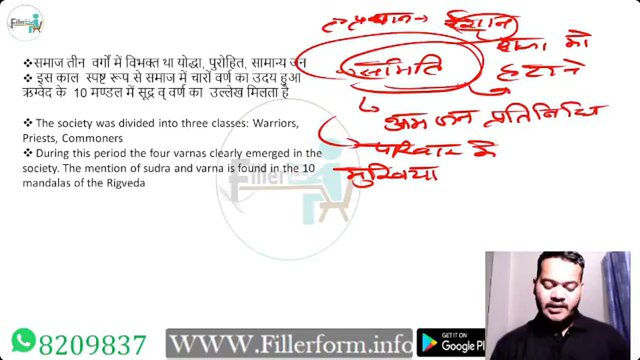 प्रधान → ईशान
राजा को
समिति हटाने
आम जन प्रतिनिधि
परिवार के
मुखिया
❖समाज तीन वर्गो में विभक्त था योद्धा, पुरोहित, सामान्य जन
❖इस काल स्पष्ट रूप से समाज में चारो वर्ण का उदय हुआ
ऋग्वेद के 10 मण्डल में सूद्र व् वर्ण का उल्लेख मिलता है
❖The society was divided into three classes: Warriors,
Priests, Commoners
❖During this period the four varnas clearly emerged in the
society. The mention of sudra and varna is found in the 10
mandalas of the Rigveda
Filler
8209837
WWW.Fillerform.info
GET IT ON
Google Pl